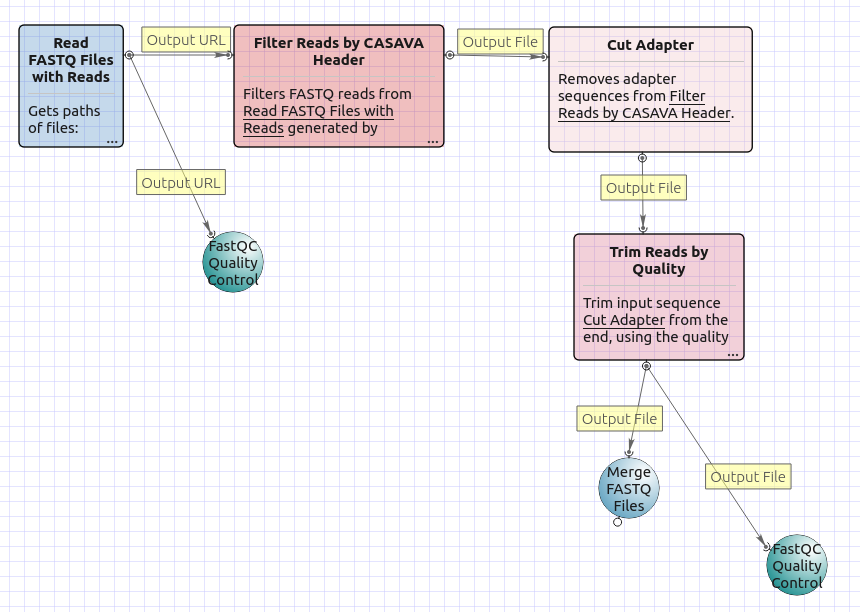 Read
FASTQ Files
with Reads
Gets paths
of files:
...
Output URL
Filter Reads by CASAVA
Header
Filters FASTQ reads from
Read FASTQ Files with
Reads generated by
...
Output File
Cut Adapter
Removes adapter
sequences from Filter
Reads by CASAVA Header.
Output URL
FastQC
Quality
Control
Output File
Trim Reads by
Quality
Trim input sequence
Cut Adapter from the
end, using the quality
...
Output File
Merge
FASTQ
Files
Output File
FastQC
Quality
Control